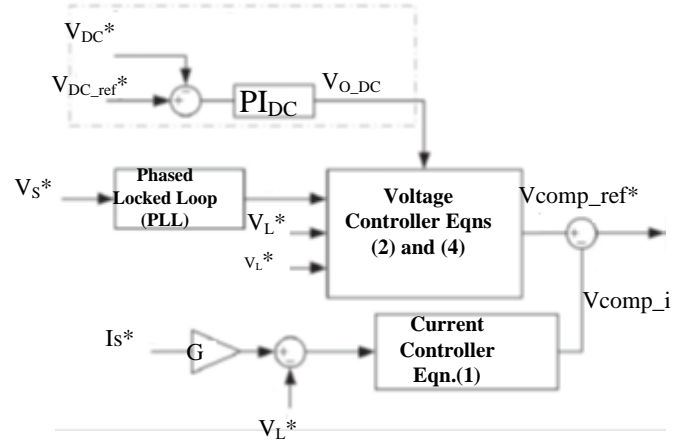 V_DC*
V_DC_ref*
PI_DC
V_O_DC
Phased
Locked Loop
(PLL)
V_S*
V_L*
V_L*
Voltage
Controller Eqns
(2) and (4)
Vcomp_ref*
Vcomp_i
Is*
G
V_L*
Current
Controller
Eqn.(1)